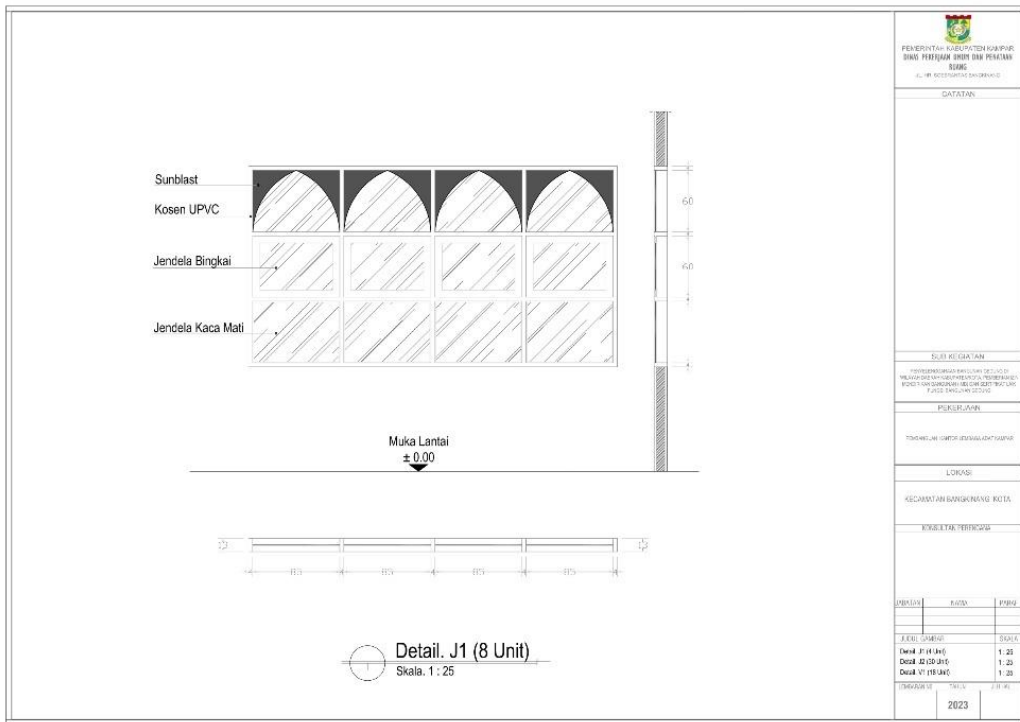 PEMERINTAH KABUPATEN KAMPAR
DINAS PEKERJAAN UMUM DAN PENATAAN
RUANG
CATATAN
Sunblast
Kosen UPVC
Jendela Bingkai
Jendela Kaca Mati
60
60
Muka Lantai
± 0.00
85
85
85
85
Detail. J1 (8 Unit)
Skala. 1 : 25
1
SUB KEGIATAN
PEKERJAAN
LOKASI
KECAMATAN BANGKINANG KOTA
KONSULTAN PERENCANA
JABATAN NAMA PARAF
JUDUL GAMBAR SKALA
Detail. J1 (4 Unit) 1 : 25
Detail. J2 (30 Unit) 1 : 25
Detail. V1 (18 Unit) 1 : 25
2023